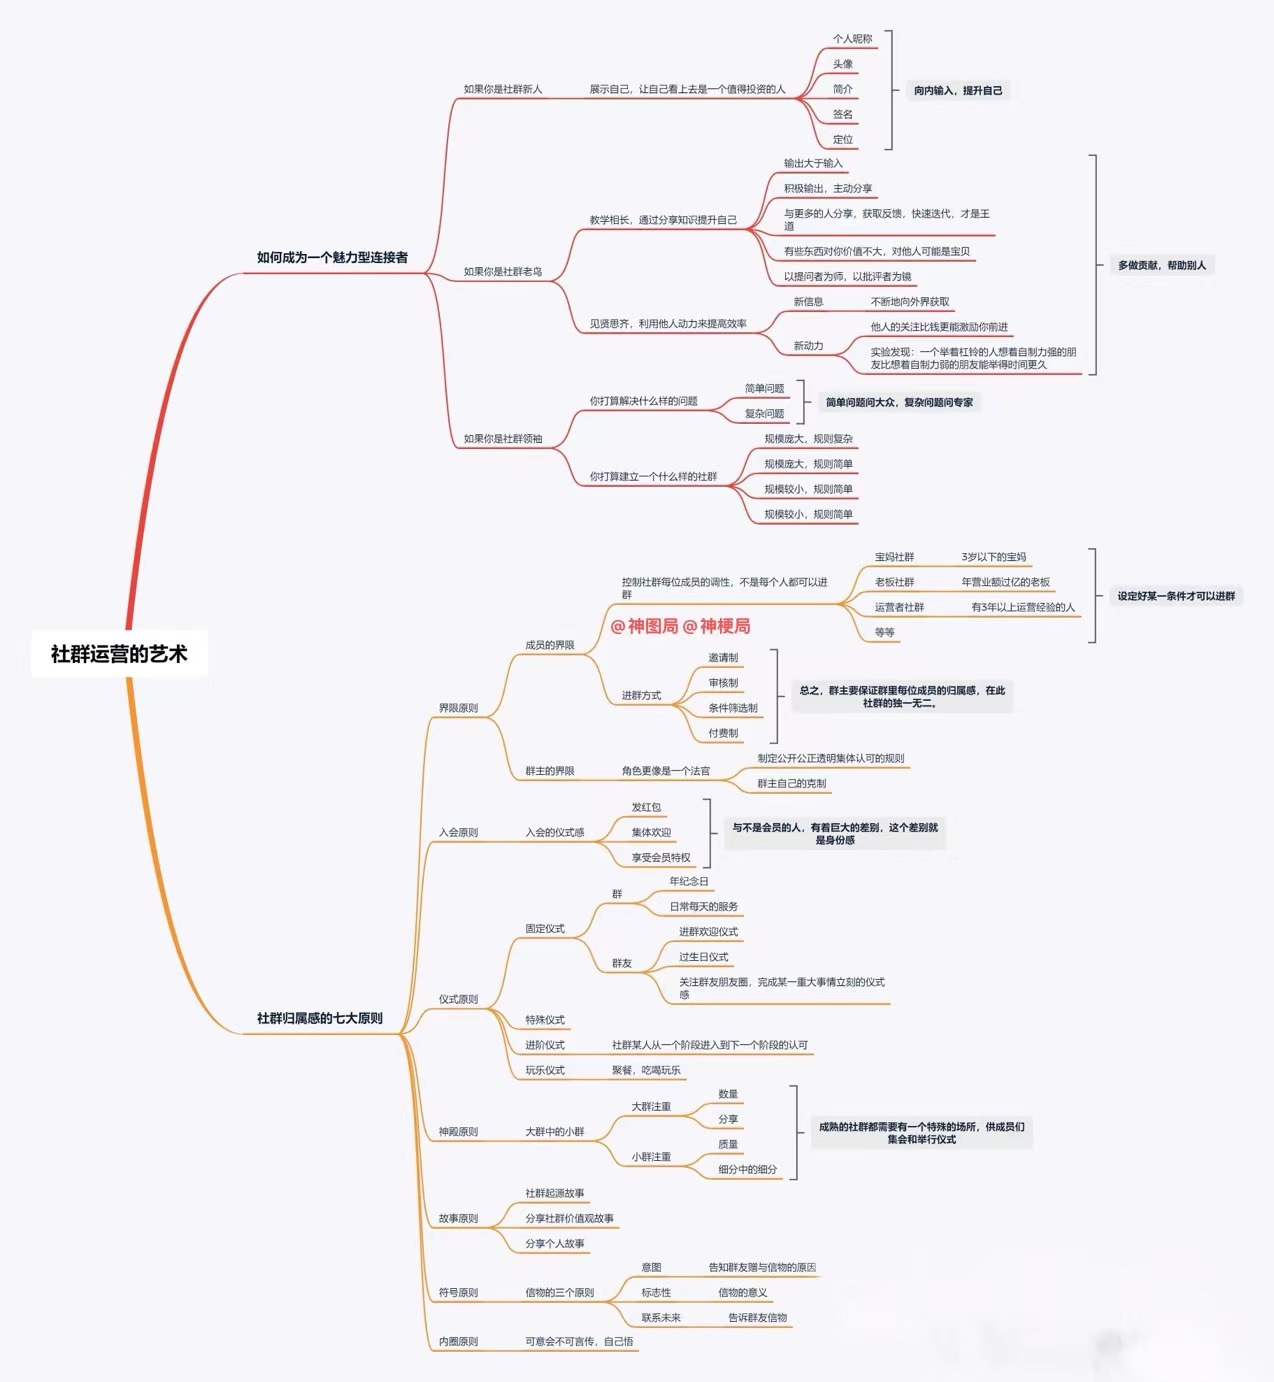 社群运营的艺术
如何成为一个魅力型连接者
如果你是社群新人
展示自己，让自己看上去是一个值得投资的人
个人昵称
头像
简介
签名
定位
向内输入，提升自己
如果你是社群老鸟
教学相长，通过分享知识提升自己
输出大于输入
积极输出，主动分享
与更多的人分享，获取反馈，快速迭代，才是王
道
有些东西对你价值不大，对他人可能是宝贝
以提问者为师，以批评者为镜
见贤思齐，利用他人动力来提高效率
新信息
不断地向外界获取
新动力
他人的关注比钱更能激励你前进
实验发现：一个举着杠铃的人想着自制力强的朋
友比想着自制力弱的朋友能举得时间更久
多做贡献，帮助别人
如果你是社群领袖
你打算解决什么样的问题
简单问题
复杂问题
简单问题问大众，复杂问题问专家
你打算建立一个什么样的社群
规模庞大，规则复杂
规模庞大，规则简单
规模较小，规则简单
规模较小，规则简单
社群归属感的七大原则
界限原则
成员的界限
控制社群每位成员的调性，不是每个人都可以进
群
宝妈社群
3岁以下的宝妈
老板社群
年营业额过亿的老板
运营者社群
有3年以上运营经验的人
等等
设定好某一条件才可以进群
@神图局 @神梗局
进群方式
邀请制
审核制
条件筛选制
付费制
总之，群主要保证群里每位成员的归属感，在此
社群的独一无二。
群主的界限
角色更像是一个法官
制定公开公正透明集体认可的规则
群主自己的克制
入会原则
入会的仪式感
发红包
集体欢迎
享受会员特权
与不是会员的人，有着巨大的差别，这个差别就
是身份感
仪式原则
固定仪式
群
年纪念日
日常每天的服务
群友
进群欢迎仪式
过生日仪式
关注群友朋友圈，完成某一重大事情立刻的仪式
感
特殊仪式
进阶仪式
社群某人从一个阶段进入到下一个阶段的认可
玩乐仪式
聚餐，吃喝玩乐
神殿原则
大群中的小群
大群注重
数量
分享
小群注重
质量
细分中的细分
成熟的社群都需要有一个特殊的场所，供成员们
集会和举行仪式
故事原则
社群起源故事
分享社群价值观故事
分享个人故事
符号原则
信物的三个原则
意图
告知群友赠与信物的原因
标志性
信物的意义
联系未来
告诉群友信物
内圈原则
可意会不可言传，自己悟